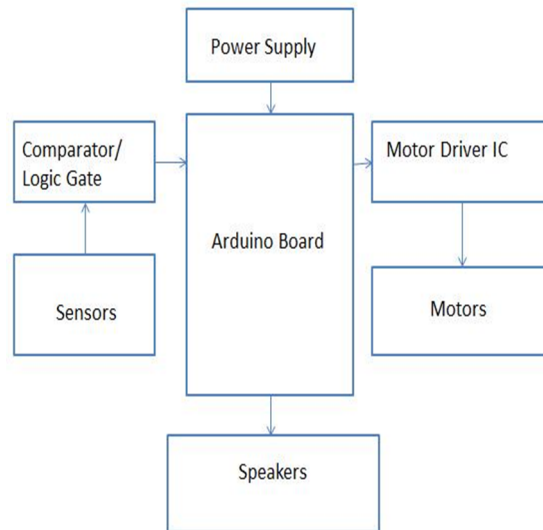 Power Supply
Comparator/
Logic Gate
Motor Driver IC
Arduino Board
Sensors
Motors
Speakers